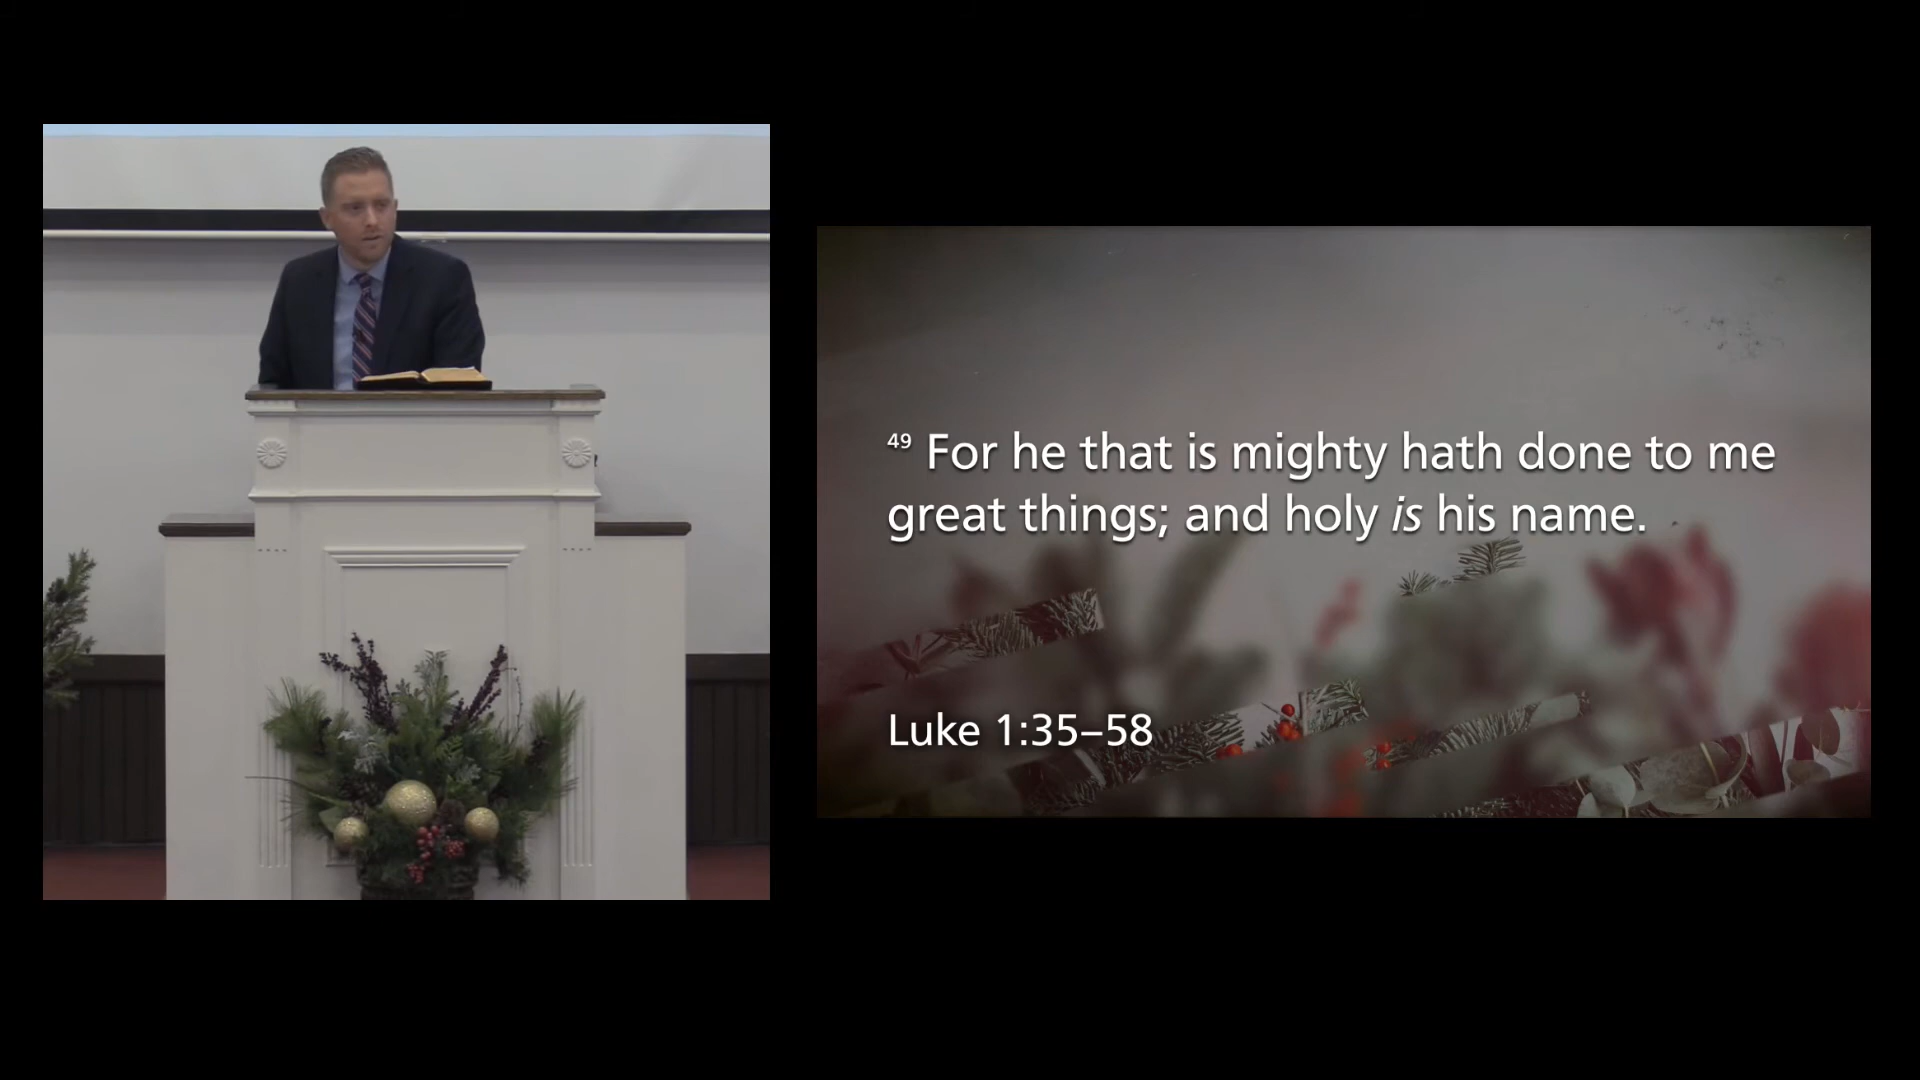 49 For he that is mighty hath done to me
great things; and holy is his name.
Luke 1:35–58